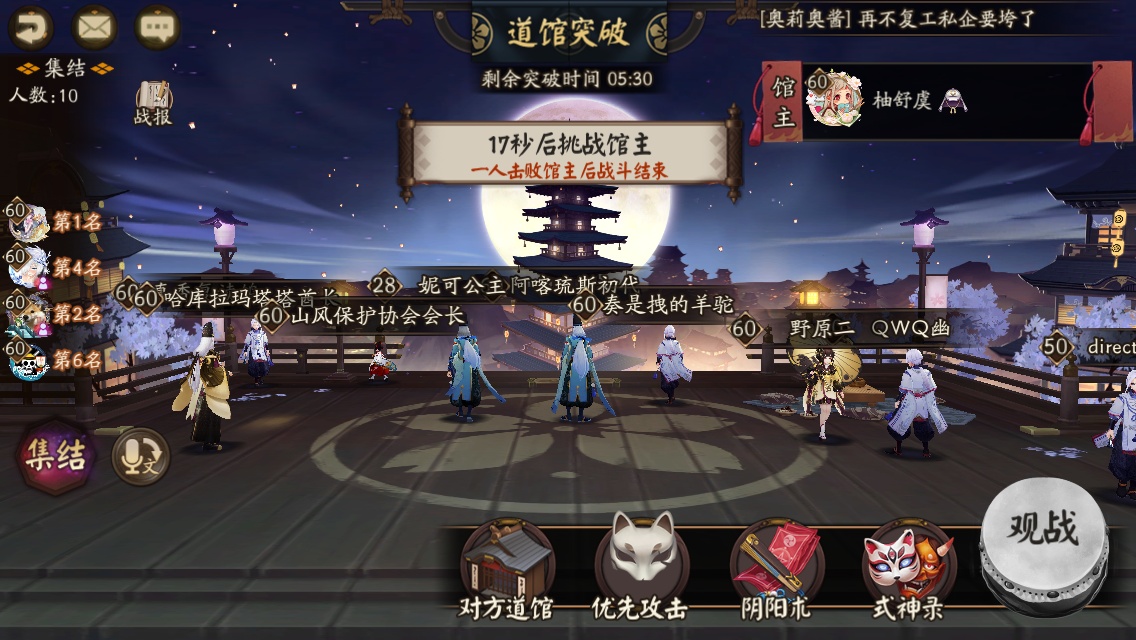 道馆突破
[奥莉奥酱] 再不复工私企要垮了
集结
人数:10
战报
剩余突破时间 05:30
馆主
60
柚舒虞
17秒后挑战馆主
一人击败馆主后战斗结束
60 第1名
60 第4名
60 第2名
60 第6名
60
60 哈库拉玛塔塔酋长
28 妮可公主
阿喀琉斯初代
60 山风保护协会会长
60 奏是拽的羊驼
60 野原二
QWQ幽
50 direct
集结
文
观战
对方道馆
优先攻击
阴阳术
式神录